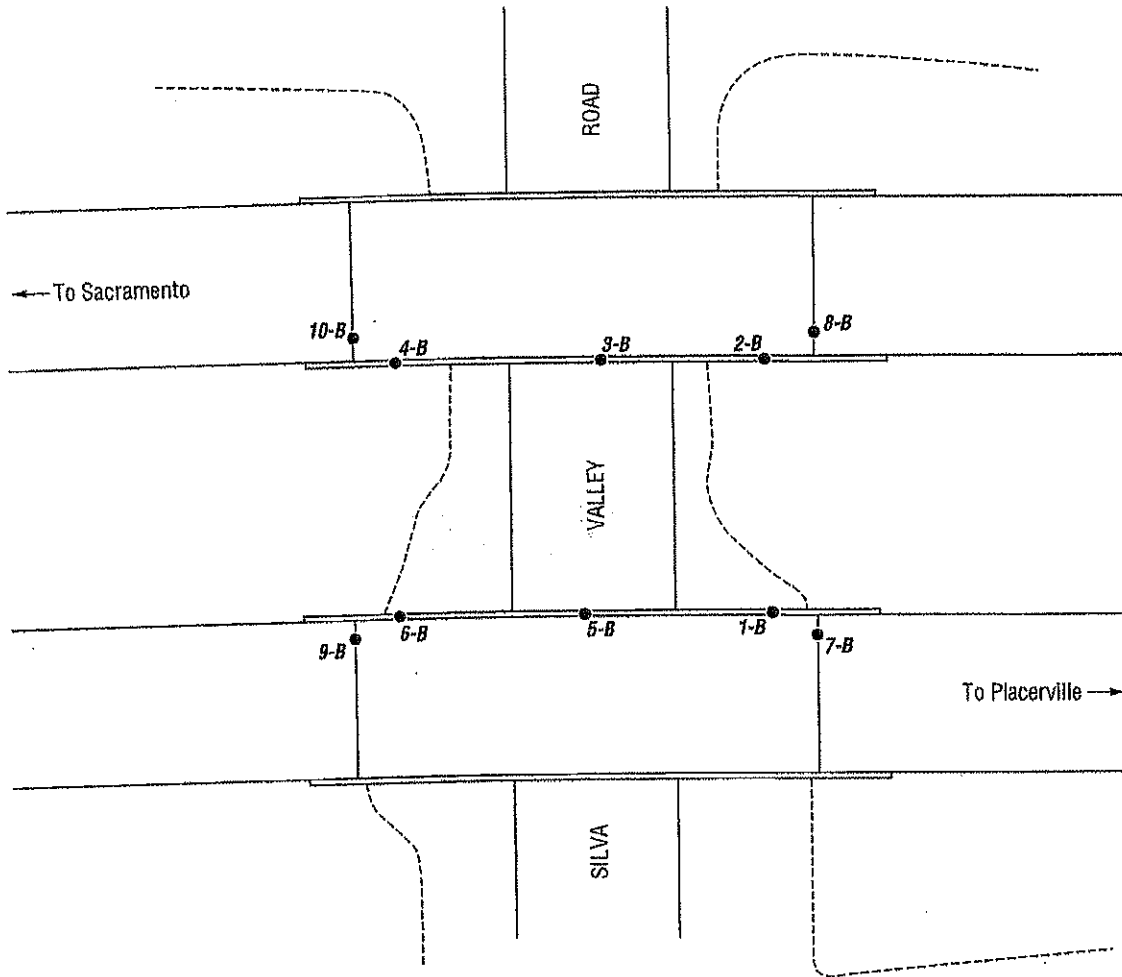 ROAD
← To Sacramento
10-B
8-B
4-B
3-B
2-B
VALLEY
6-B
5-B
1-B
9-B
7-B
To Placerville →
SILVA